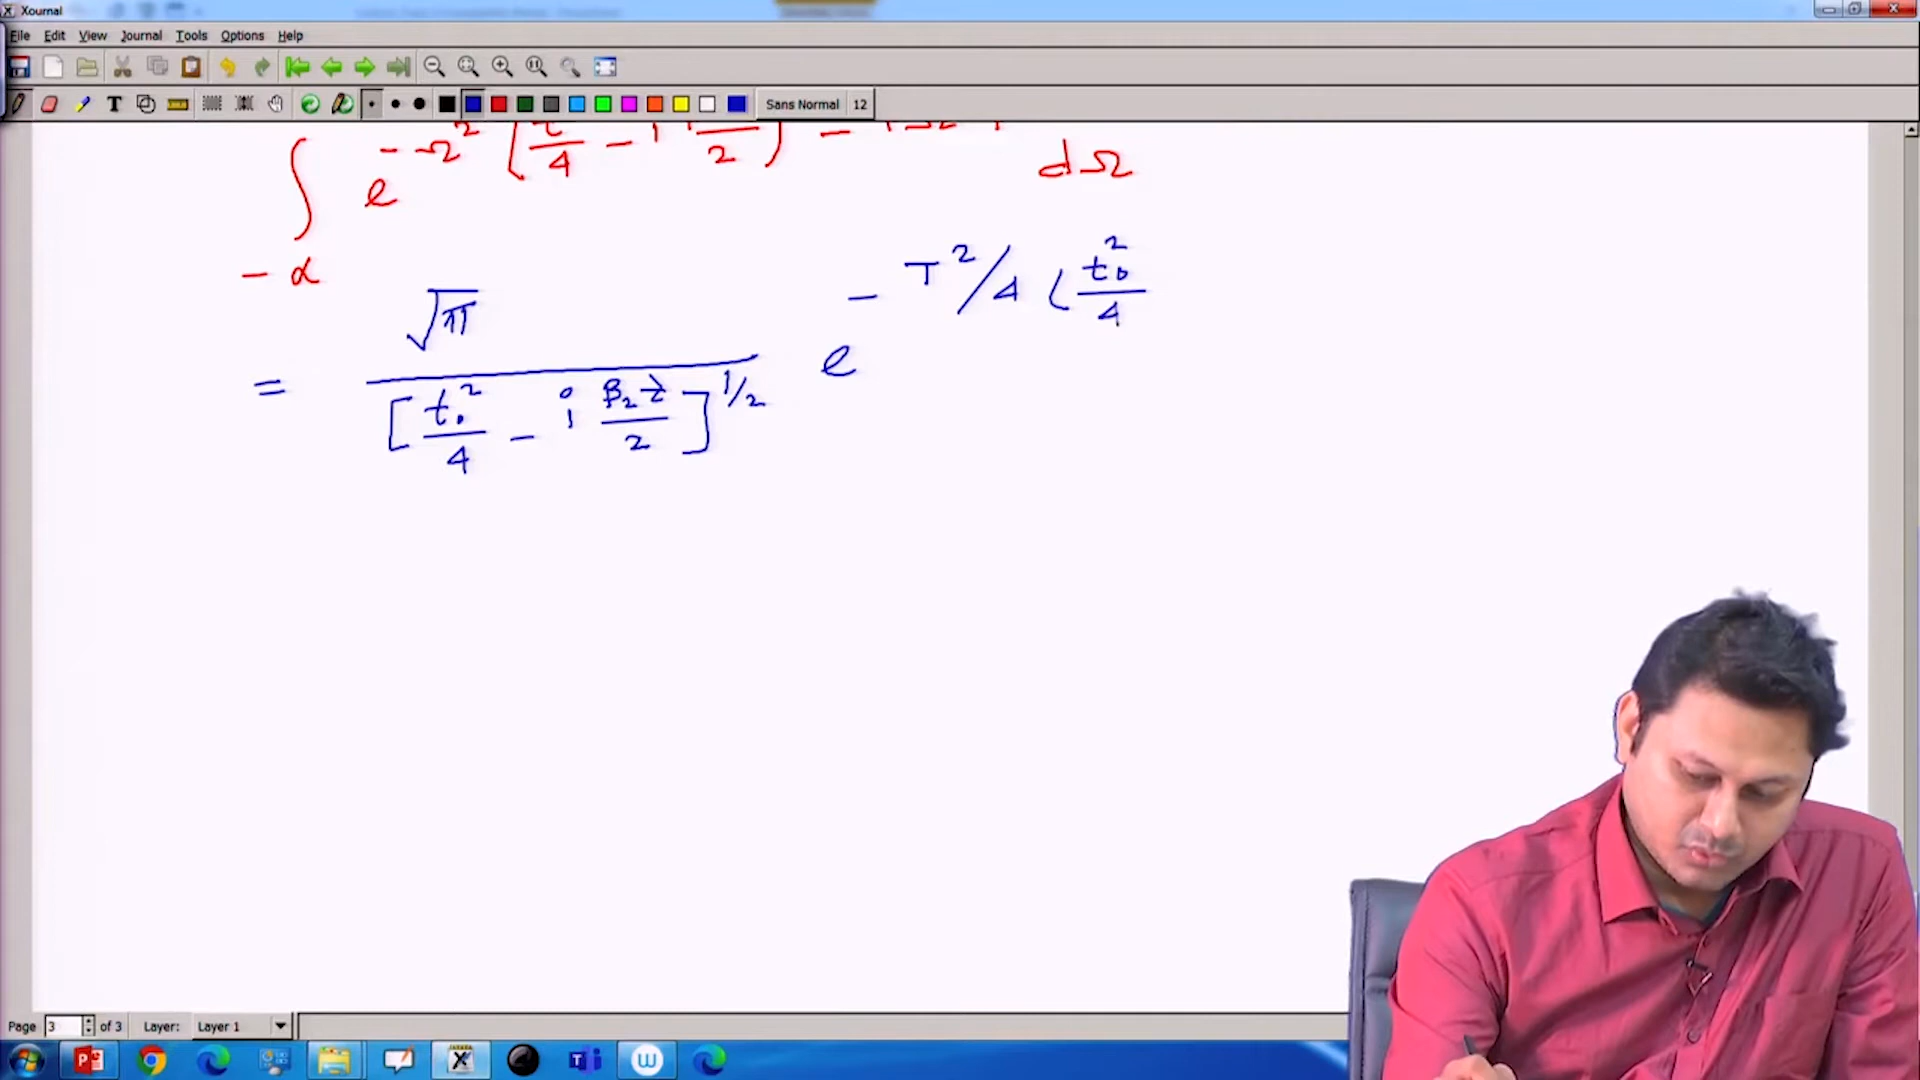 Xournal
File Edit View Journal Tools Options Help
Sans Normal 12
∫ e^{-Ω² [t/4 - i /2) - iΩT} dΩ
-α
= √π / [t₀²/4 - i β₂z/2]^{1/2} e^{-T²/4 (t₀²/4}
Page 3 of 3 Layer: Layer 1